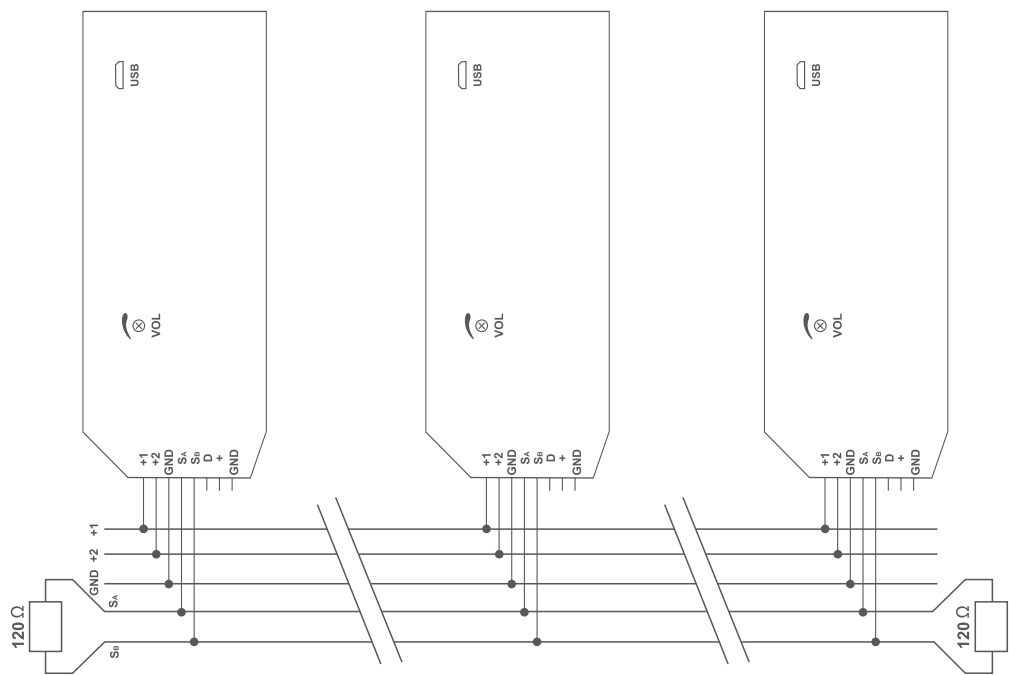 USB
USB
USB
VOL
VOL
VOL
+1
+2
GND
SA
SB
D
+
GND
+1
+2
GND
SA
SB
D
+
GND
+1
+2
GND
SA
SB
D
+
GND
+1
+2
GND
SA
SB
120 Ω
120 Ω